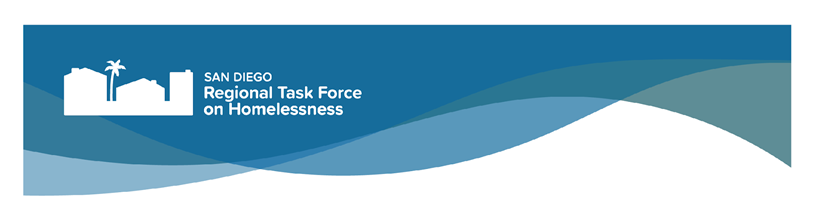 SAN DIEGO
Regional Task Force
on Homelessness